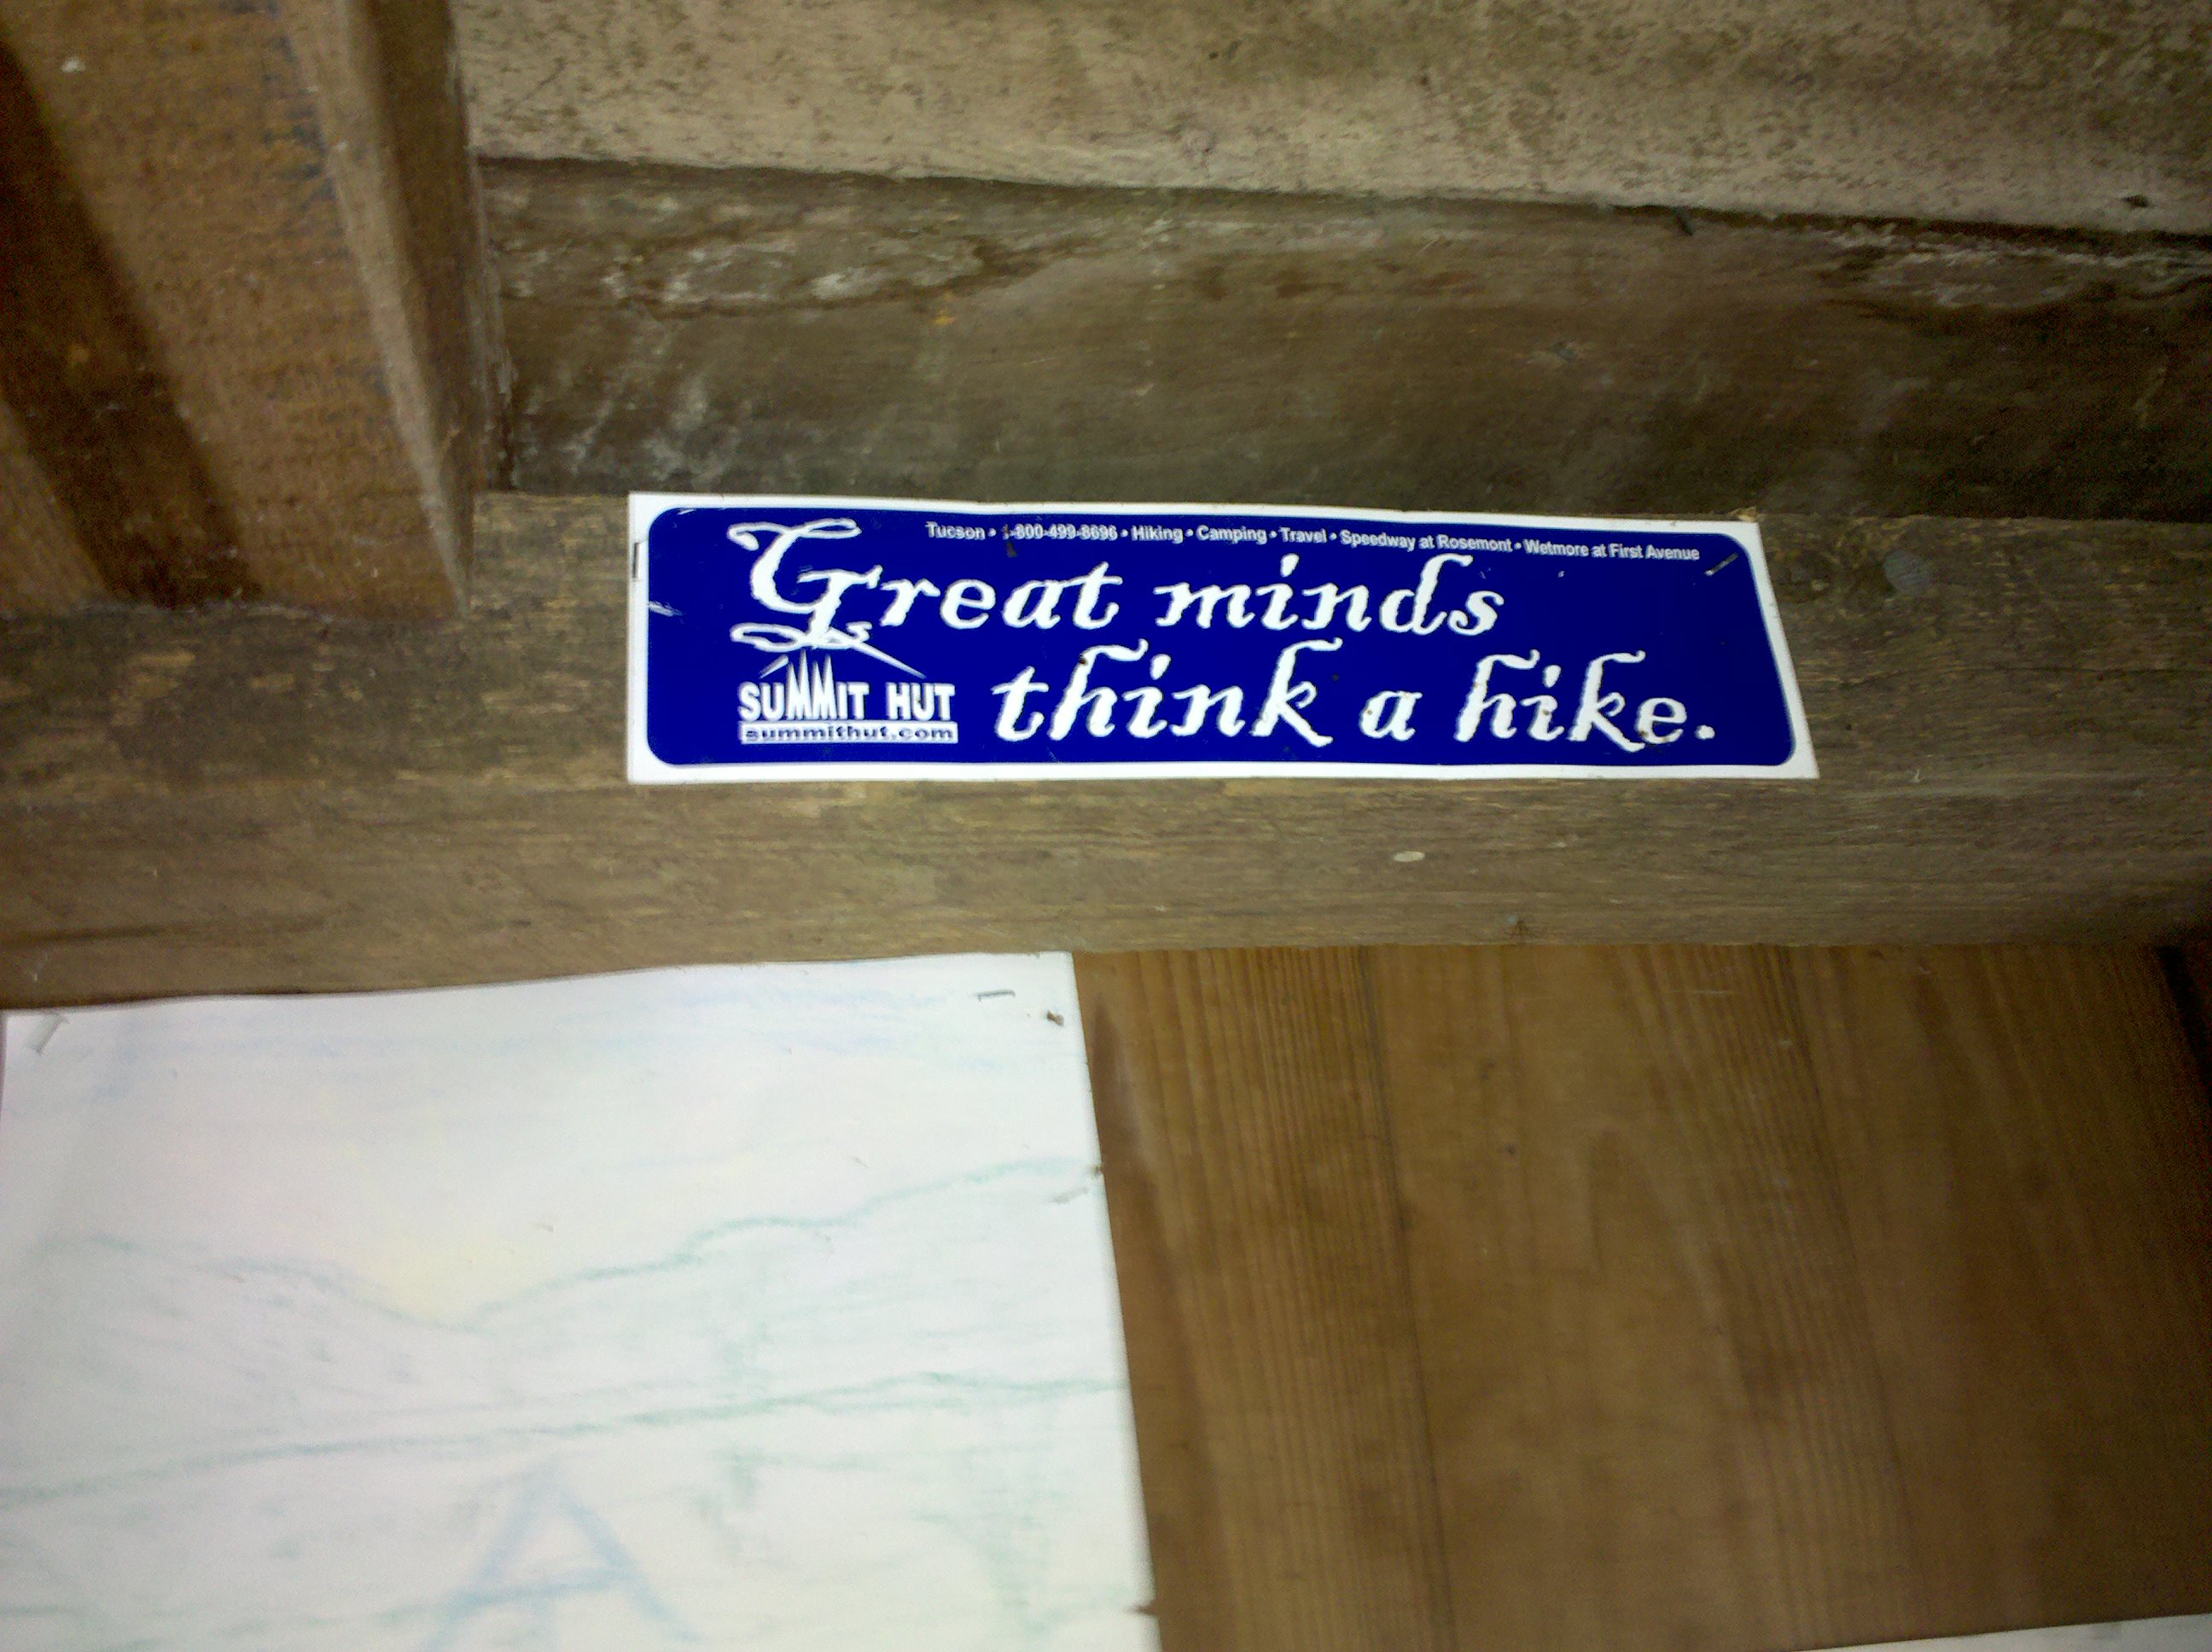 Tucson • 1-800-499-8696 • Hiking • Camping • Travel • Speedway at Rosemont • Wetmore at First Avenue
Great minds
think a hike.
SUMMIT HUT
summithut.com
A